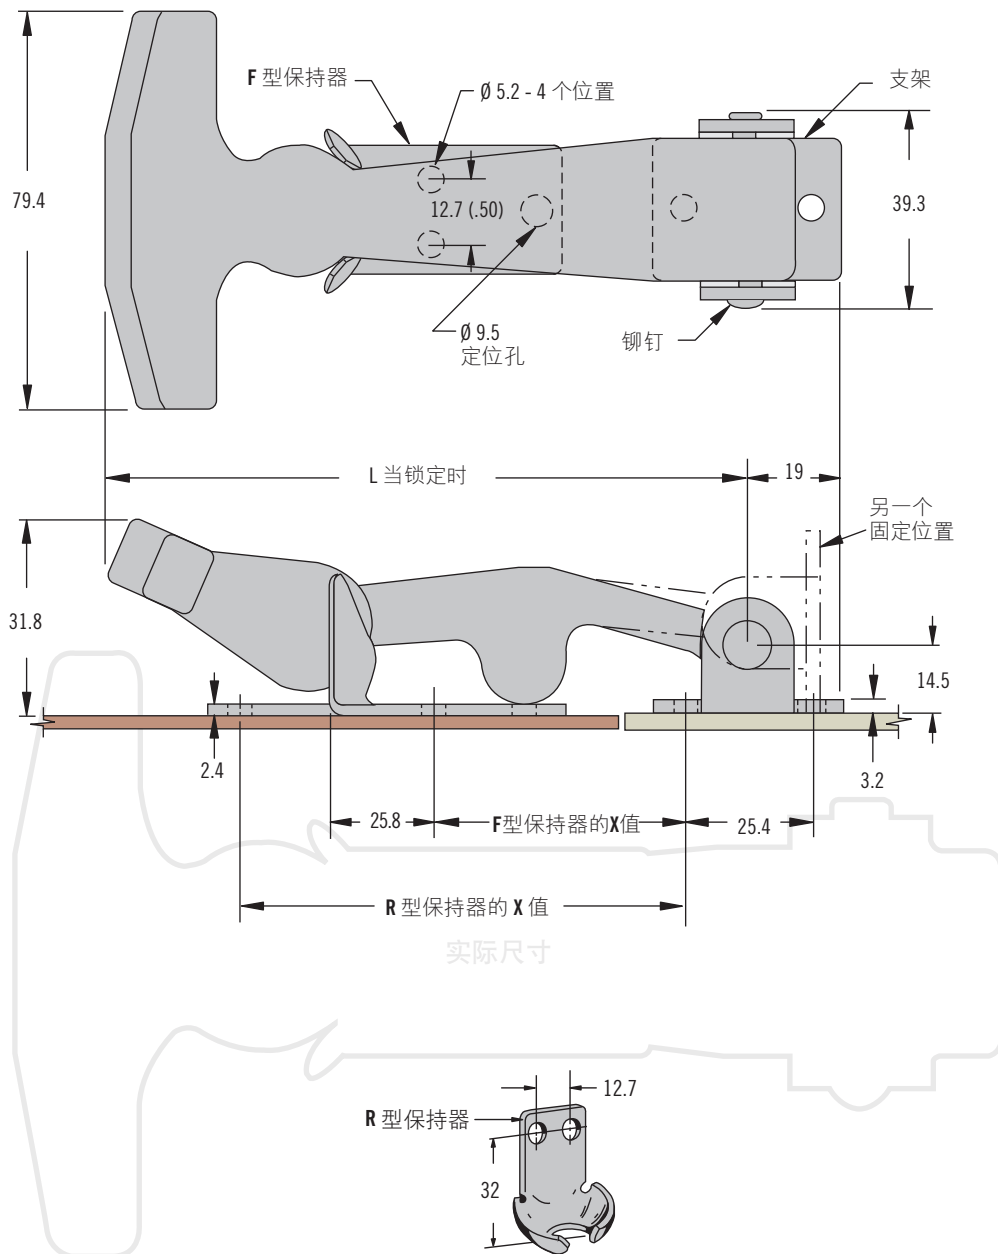 F 型保持器
Ø 5.2 - 4 个位置
支架
79.4
12.7 (.50)
39.3
Ø 9.5
定位孔
铆钉
L 当锁定时
19
另一个
固定位置
31.8
14.5
2.4
3.2
25.8
F型保持器的X值
25.4
R 型保持器的 X 值
实际尺寸
12.7
R 型保持器
32